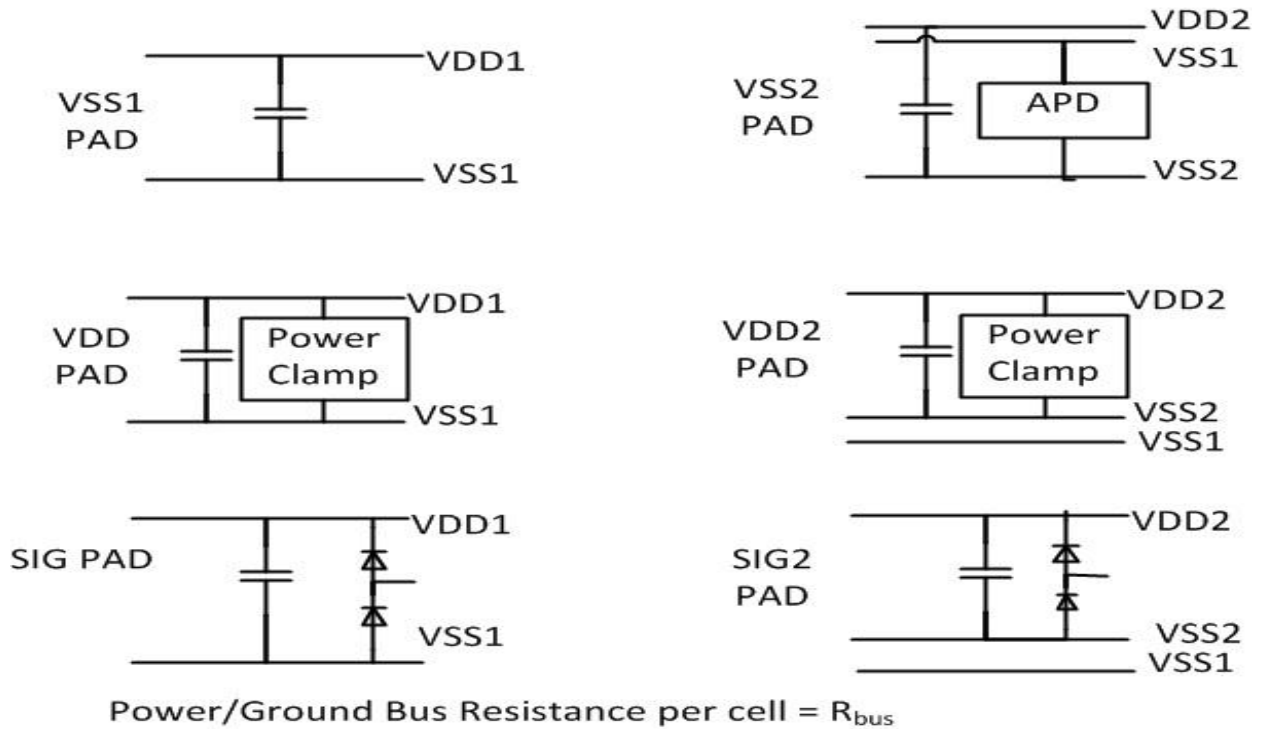 VDD1
VSS1
PAD
VSS1
VDD2
VSS1
VSS2
PAD
APD
VSS2
VDD1
VDD
PAD
Power
Clamp
VSS1
VDD2
VDD2
PAD
Power
Clamp
VSS2
VSS1
VDD1
SIG PAD
VSS1
VDD2
SIG2
PAD
VSS2
VSS1
Power/Ground Bus Resistance per cell = Rbus